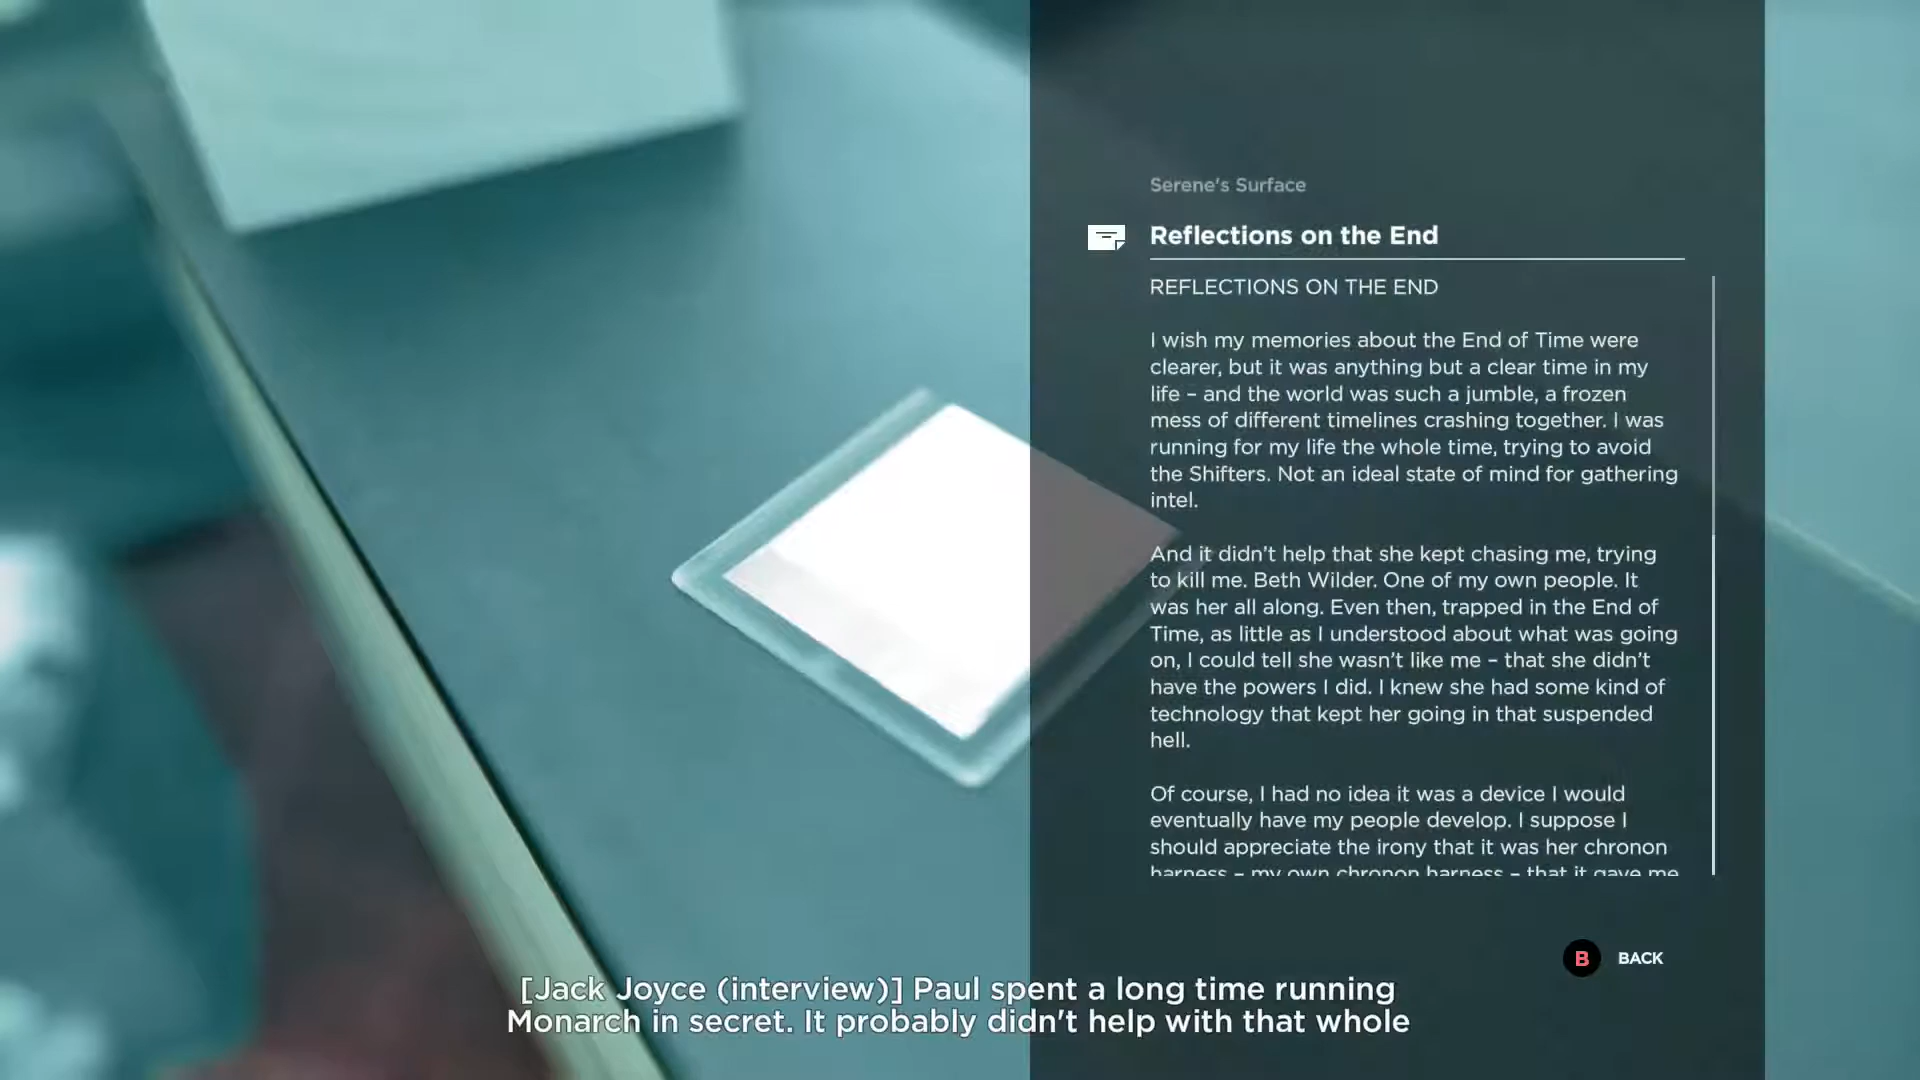 Serene's Surface
Reflections on the End
REFLECTIONS ON THE END
I wish my memories about the End of Time were
clearer, but it was anything but a clear time in my
life – and the world was such a jumble, a frozen
mess of different timelines crashing together. I was
running for my life the whole time, trying to avoid
the Shifters. Not an ideal state of mind for gathering
intel.
And it didn't help that she kept chasing me, trying
to kill me. Beth Wilder. One of my own people. It
was her all along. Even then, trapped in the End of
Time, as little as I understood about what was going
on, I could tell she wasn't like me – that she didn't
have the powers I did. I knew she had some kind of
technology that kept her going in that suspended
hell.
Of course, I had no idea it was a device I would
eventually have my people develop. I suppose I
should appreciate the irony that it was her chronon
harness – my own chronon harness – that it gave me
B BACK
[Jack Joyce (interview)] Paul spent a long time running
Monarch in secret. It probably didn't help with that whole